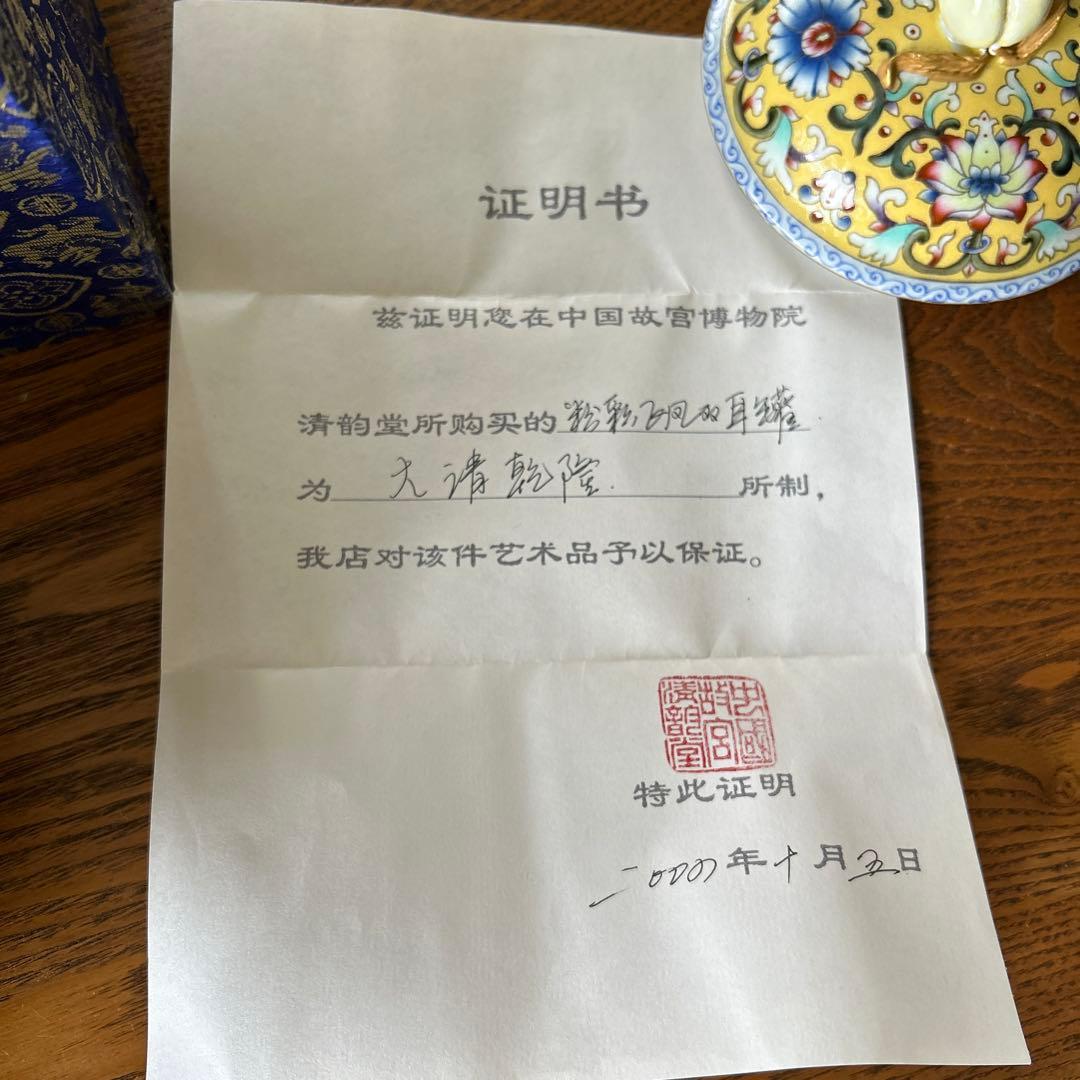 证明书
兹证明您在中国故宫博物院
清韵堂所购买的粉彩飞凤双耳罐
为大清乾隆所制，
我店对该件艺术品予以保证。
中國
故宮
清韵堂
特此证明
年十月五日